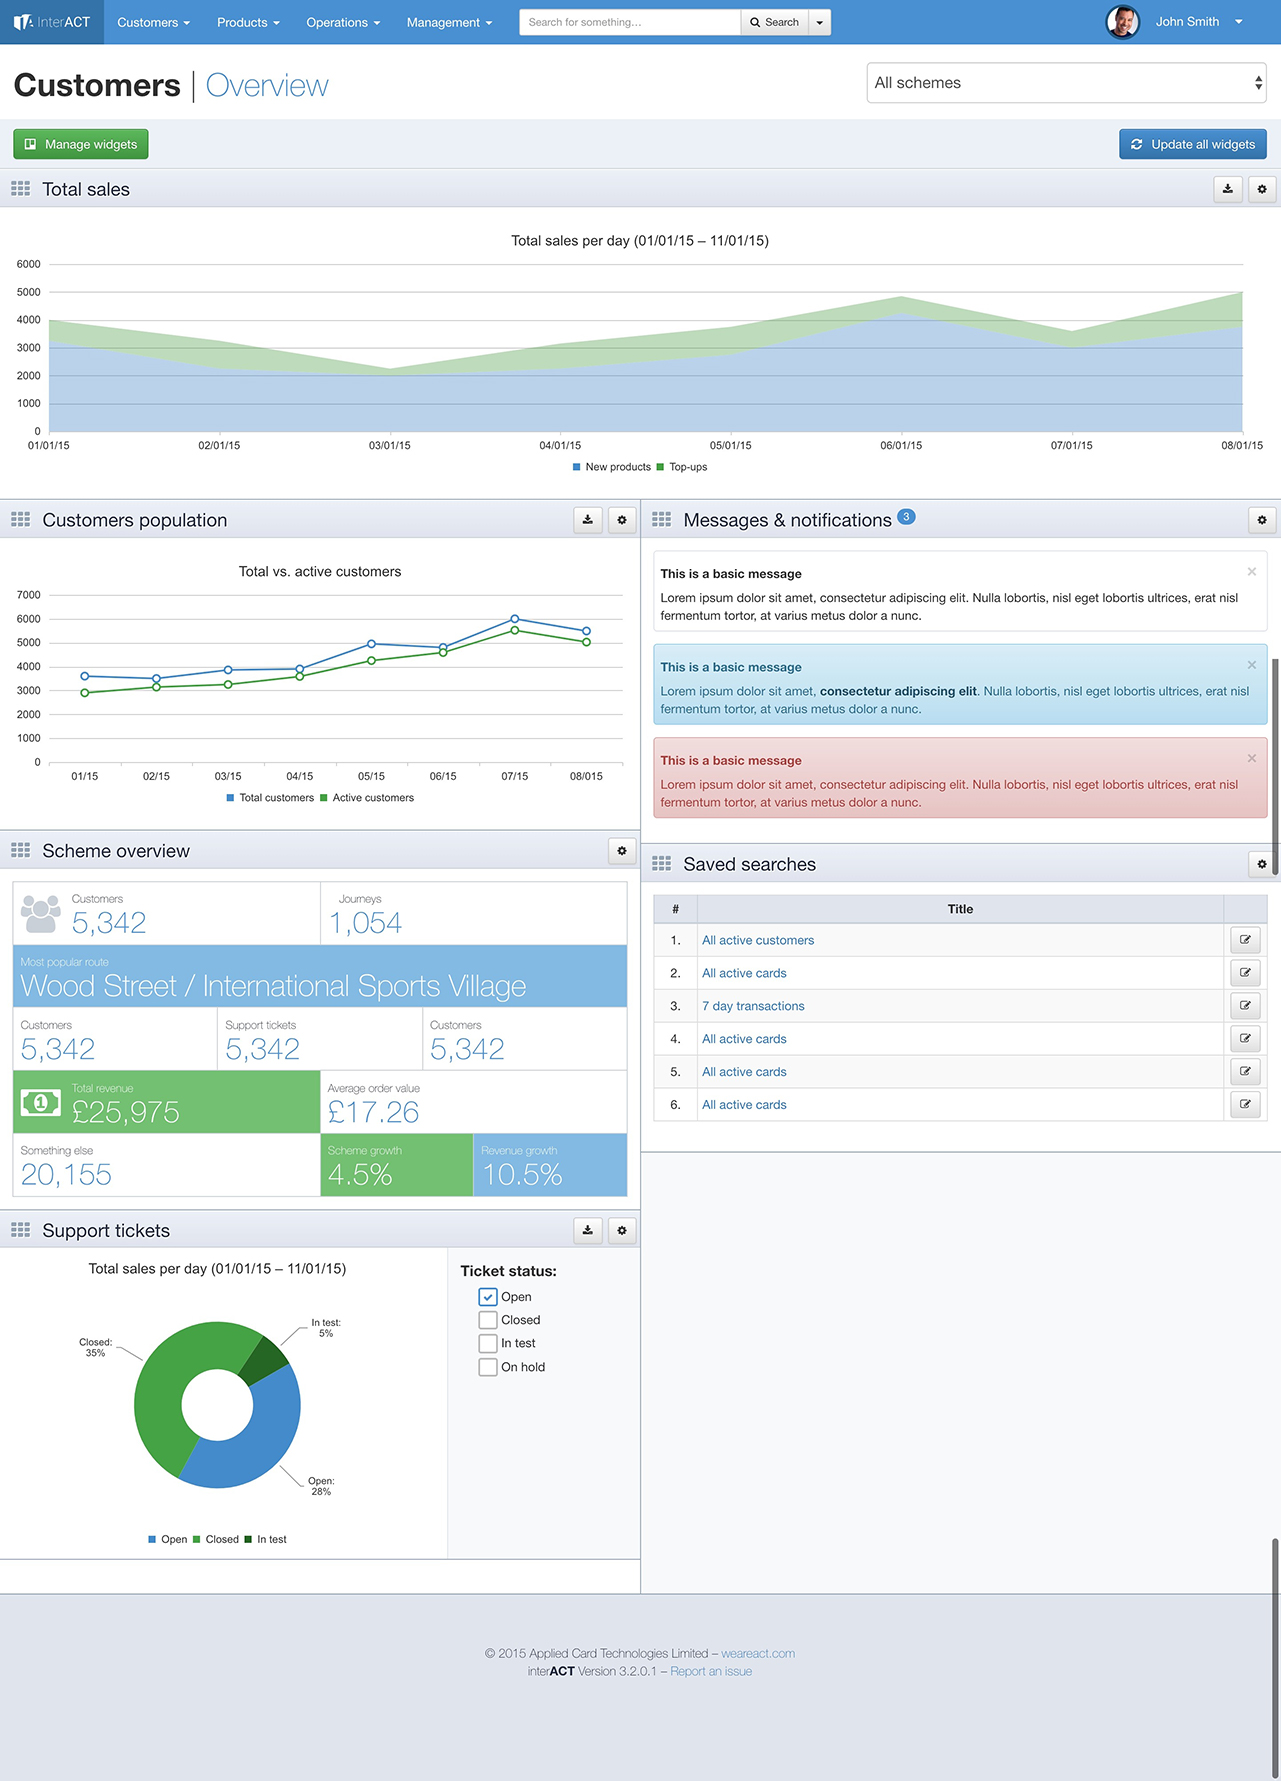 InterACT Customers Products Operations Management Search for something... Search John Smith
Customers | Overview
All schemes
Manage widgets
Update all widgets
Total sales
Total sales per day (01/01/15 – 11/01/15)
6000
5000
4000
3000
2000
1000
0
01/01/15 02/01/15 03/01/15 04/01/15 05/01/15 06/01/15 07/01/15 08/01/15
New products Top-ups
Customers population
Total vs. active customers
7000
6000
5000
4000
3000
2000
1000
0
01/15 02/15 03/15 04/15 05/15 06/15 07/15 08/015
Total customers Active customers
Messages & notifications 3
This is a basic message
Lorem ipsum dolor sit amet, consectetur adipiscing elit. Nulla lobortis, nisl eget lobortis ultrices, erat nisl
fermentum tortor, at varius metus dolor a nunc.
This is a basic message
Lorem ipsum dolor sit amet, consectetur adipiscing elit. Nulla lobortis, nisl eget lobortis ultrices, erat nisl
fermentum tortor, at varius metus dolor a nunc.
This is a basic message
Lorem ipsum dolor sit amet, consectetur adipiscing elit. Nulla lobortis, nisl eget lobortis ultrices, erat nisl
fermentum tortor, at varius metus dolor a nunc.
Scheme overview
Customers
5,342
Journeys
1,054
Most popular route
Wood Street / International Sports Village
Customers
5,342
Support tickets
5,342
Customers
5,342
1
Total revenue
£25,975
Average order value
£17.26
Something else
20,155
Scheme growth
4.5%
Revenue growth
10.5%
Saved searches
# Title
1. All active customers
2. All active cards
3. 7 day transactions
4. All active cards
5. All active cards
6. All active cards
Support tickets
Total sales per day (01/01/15 – 11/01/15)
In test:
5%
Closed:
35%
Open:
28%
Open Closed In test
Ticket status:
Open
Closed
In test
On hold
© 2015 Applied Card Technologies Limited – weareact.com
interACT Version 3.2.0.1 – Report an issue